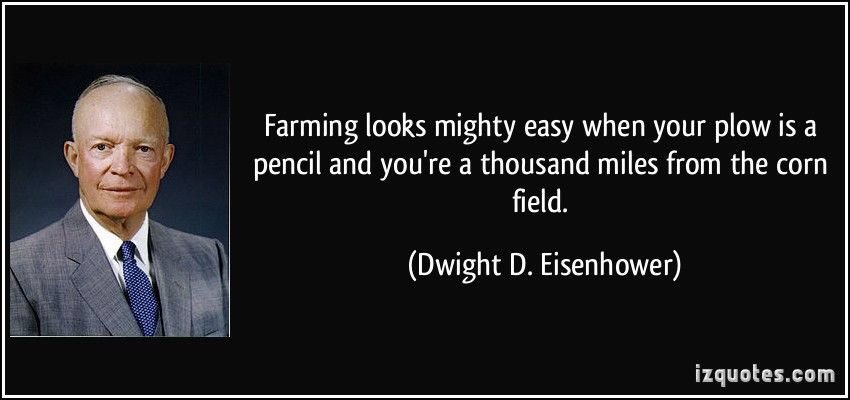 Farming looks mighty easy when your plow is a
pencil and you're a thousand miles from the corn
field.
(Dwight D. Eisenhower)
izquotes.com